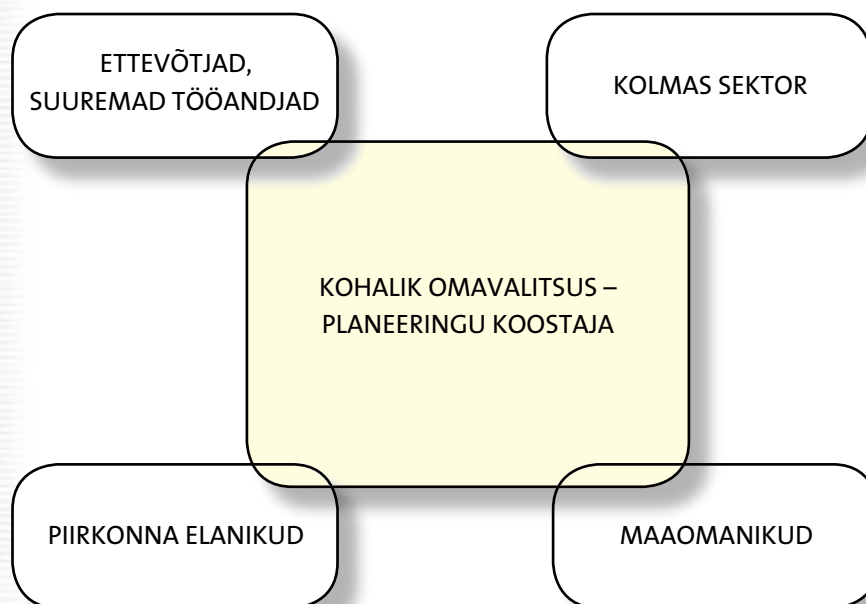 ETTEVÕTJAD,
SUUREMAD TÖÖANDJAD
KOLMAS SEKTOR
KOHALIK OMAVALITSUS –
PLANEERINGU KOOSTAJA
PIIRKONNA ELANIKUD
MAAOMANIKUD